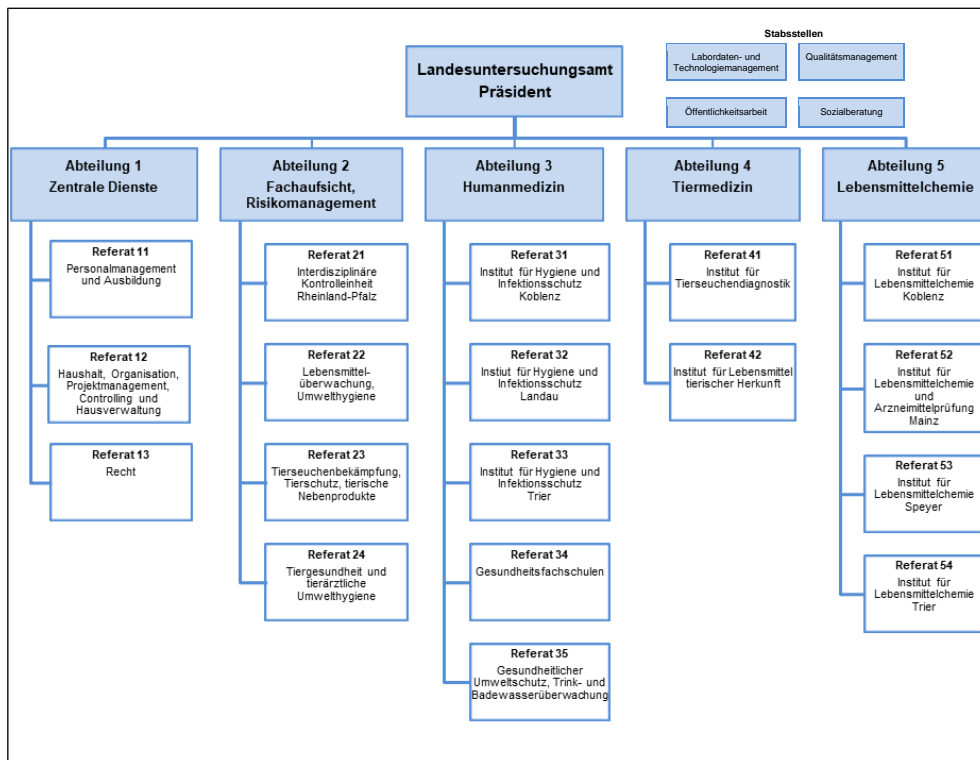 Stabsstellen
Landesuntersuchungsamt
Präsident
Labordaten- und
Technologiemanagement
Qualitätsmanagement
Öffentlichkeitsarbeit
Sozialberatung
Abteilung 1
Zentrale Dienste
Abteilung 2
Fachaufsicht,
Risikomanagement
Abteilung 3
Humanmedizin
Abteilung 4
Tiermedizin
Abteilung 5
Lebensmittelchemie
Referat 11
Personalmanagement
und Ausbildung
Referat 12
Haushalt, Organisation,
Projektmanagement,
Controlling und
Hausverwaltung
Referat 13
Recht
Referat 21
Interdisziplinäre
Kontrolleinheit
Rheinland-Pfalz
Referat 22
Lebensmittel-
überwachung,
Umwelthygiene
Referat 23
Tierseuchenbekämpfung,
Tierschutz, tierische
Nebenprodukte
Referat 24
Tiergesundheit und
tierärztliche
Umwelthygiene
Referat 31
Institut für Hygiene und
Infektionsschutz
Koblenz
Referat 32
Instiut für Hygiene und
Infektionsschutz
Landau
Referat 33
Institut für Hygiene und
Infektionsschutz
Trier
Referat 34
Gesundheitsfachschulen
Referat 35
Gesundheitlicher
Umweltschutz, Trink- und
Badewasserüberwachung
Referat 41
Institut für
Tierseuchendiagnostik
Referat 42
Institut für Lebensmittel
tierischer Herkunft
Referat 51
Institut für
Lebensmittelchemie
Koblenz
Referat 52
Institut für
Lebensmittelchemie
und
Arzneimittelprüfung
Mainz
Referat 53
Institut für
Lebensmittelchemie
Speyer
Referat 54
Institut für
Lebensmittelchemie
Trier